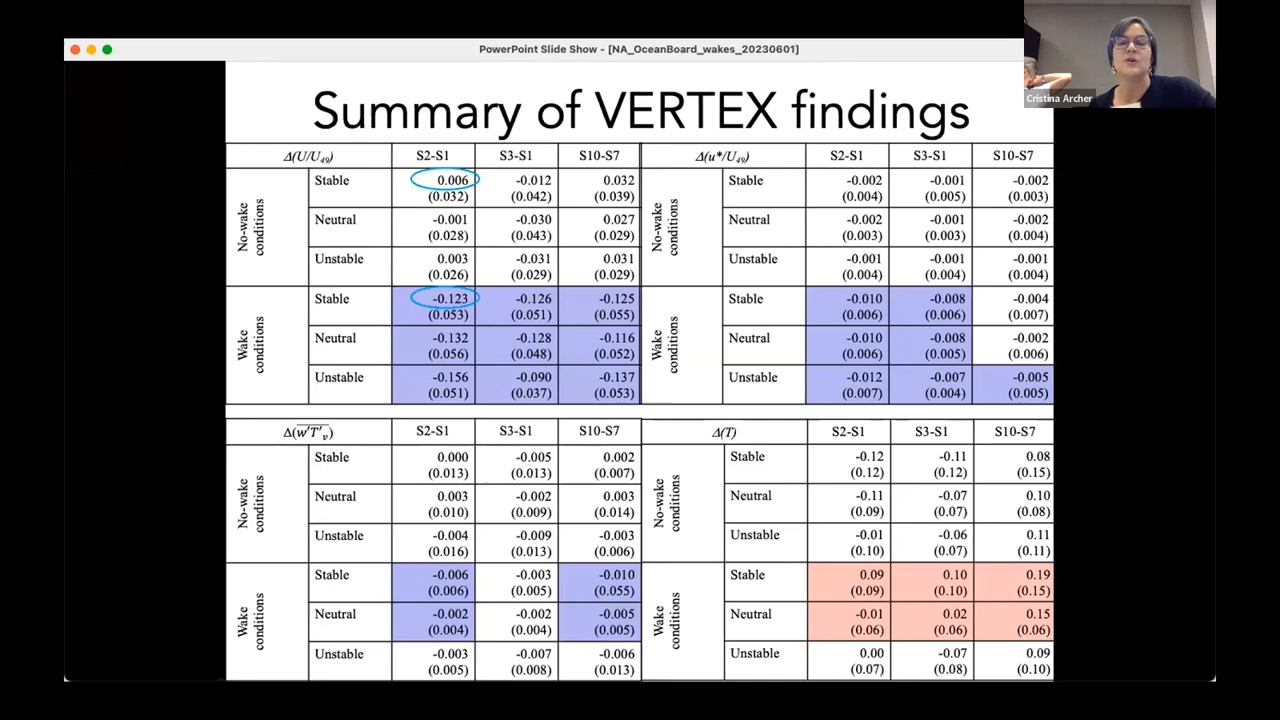 PowerPoint Slide Show - [NA_OceanBoard_wakes_20230601]
Cristina Archer
Summary of VERTEX findings
Δ(U/U₄₉) S2-S1 S3-S1 S10-S7
No-wake conditions
Stable 0.006 -0.012 0.032
(0.032) (0.042) (0.039)
Neutral -0.001 -0.030 0.027
(0.028) (0.043) (0.029)
Unstable 0.003 -0.031 0.031
(0.026) (0.029) (0.029)
Wake conditions
Stable -0.123 -0.126 -0.125
(0.053) (0.051) (0.055)
Neutral -0.132 -0.128 -0.116
(0.056) (0.048) (0.052)
Unstable -0.156 -0.090 -0.137
(0.051) (0.037) (0.053)
Δ(u*/U₄₉) S2-S1 S3-S1 S10-S7
No-wake conditions
Stable -0.002 -0.001 -0.002
(0.004) (0.005) (0.003)
Neutral -0.002 -0.001 -0.002
(0.003) (0.003) (0.004)
Unstable -0.001 -0.001 -0.001
(0.004) (0.004) (0.004)
Wake conditions
Stable -0.010 -0.008 -0.004
(0.006) (0.006) (0.007)
Neutral -0.010 -0.008 -0.002
(0.006) (0.005) (0.006)
Unstable -0.012 -0.007 -0.005
(0.007) (0.004) (0.005)
Δ(w'T'ᵥ) S2-S1 S3-S1 S10-S7
No-wake conditions
Stable 0.000 -0.005 0.002
(0.013) (0.013) (0.007)
Neutral 0.003 -0.002 0.003
(0.010) (0.009) (0.014)
Unstable -0.004 -0.009 -0.003
(0.016) (0.013) (0.006)
Wake conditions
Stable -0.006 -0.003 -0.010
(0.006) (0.005) (0.055)
Neutral -0.002 -0.002 -0.005
(0.004) (0.004) (0.005)
Unstable -0.003 -0.007 -0.006
(0.005) (0.008) (0.013)
Δ(T) S2-S1 S3-S1 S10-S7
No-wake conditions
Stable -0.12 -0.11 0.08
(0.12) (0.12) (0.15)
Neutral -0.11 -0.07 0.10
(0.09) (0.07) (0.08)
Unstable -0.01 -0.06 0.11
(0.10) (0.07) (0.11)
Wake conditions
Stable 0.09 0.10 0.19
(0.09) (0.10) (0.15)
Neutral -0.01 0.02 0.15
(0.06) (0.06) (0.06)
Unstable 0.00 -0.07 0.09
(0.07) (0.08) (0.10)